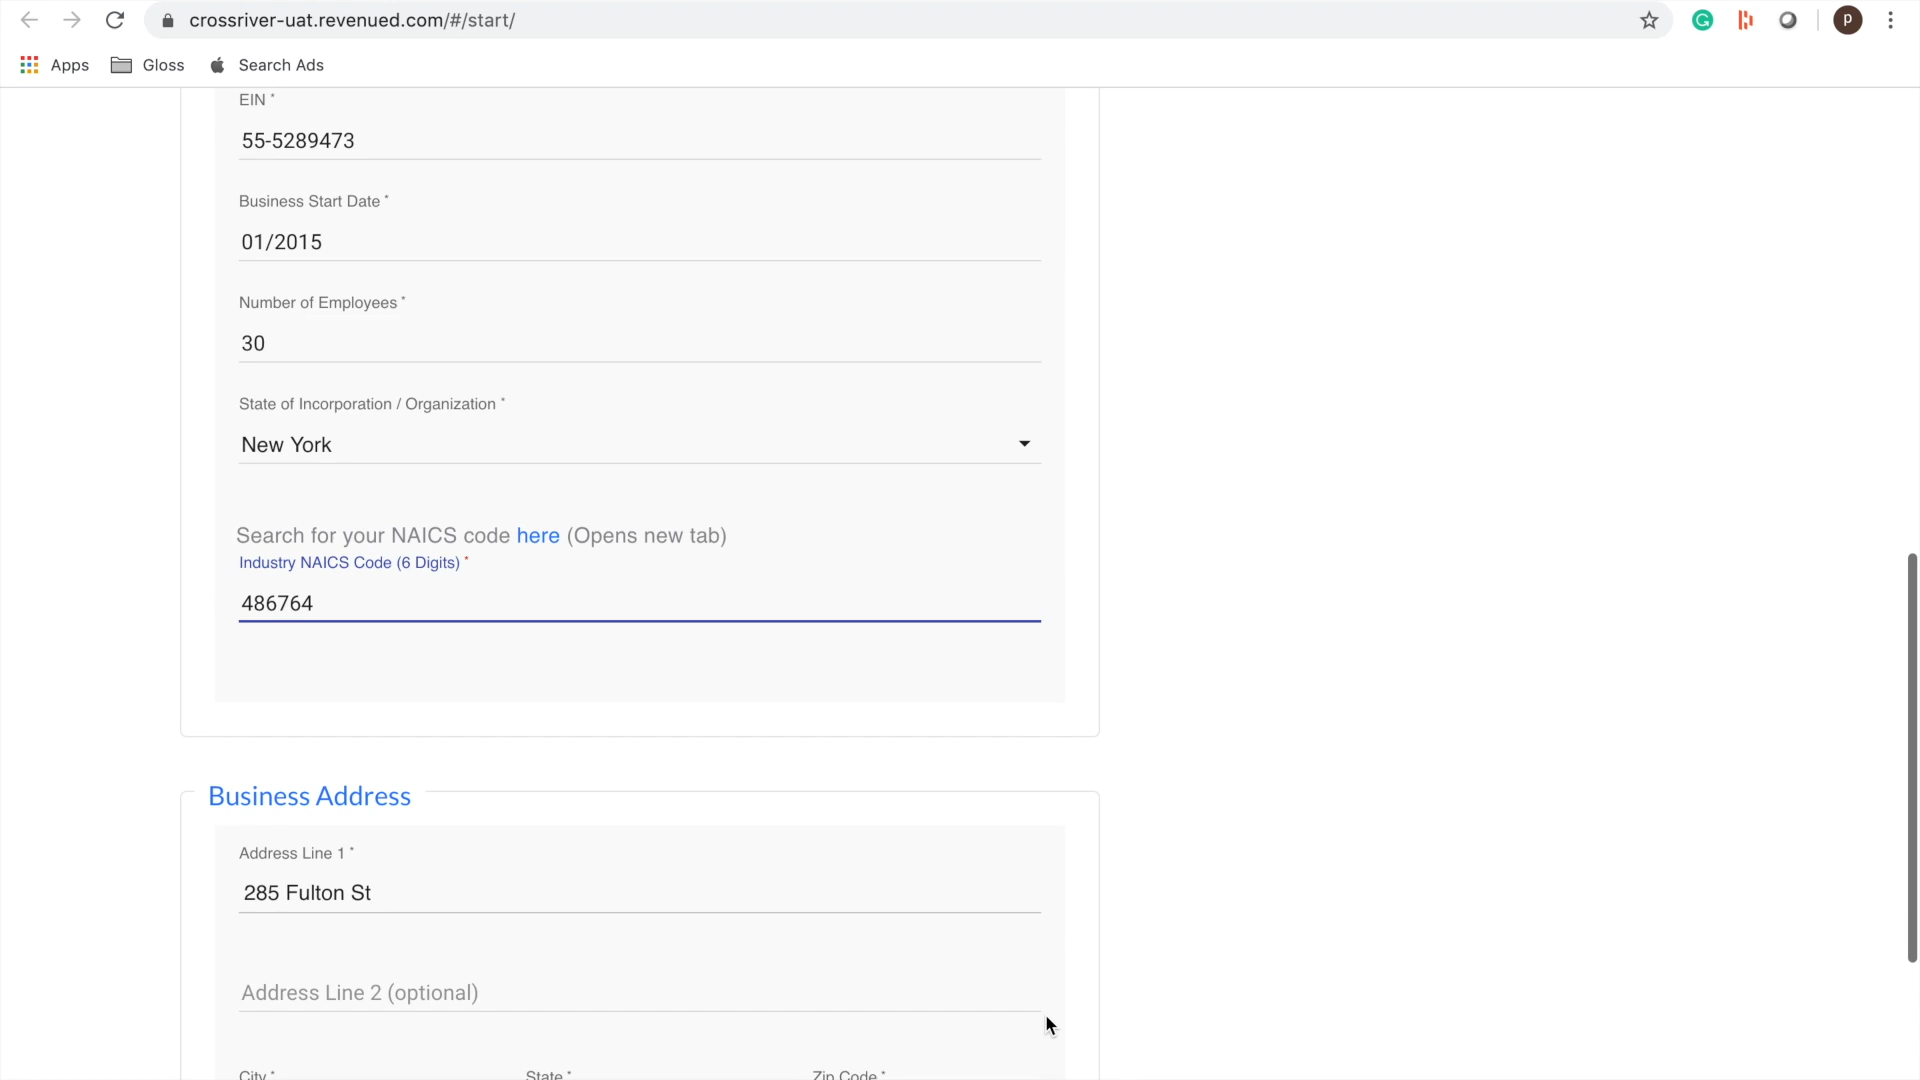 crossriver-uat.revenued.com/#/start/
P
Apps
Gloss
Search Ads
EIN *
55-5289473
Business Start Date *
01/2015
Number of Employees *
30
State of Incorporation / Organization *
New York
Search for your NAICS code here (Opens new tab)
Industry NAICS Code (6 Digits) *
486764
Business Address
Address Line 1 *
285 Fulton St
Address Line 2 (optional)
City * State * Zip Code *